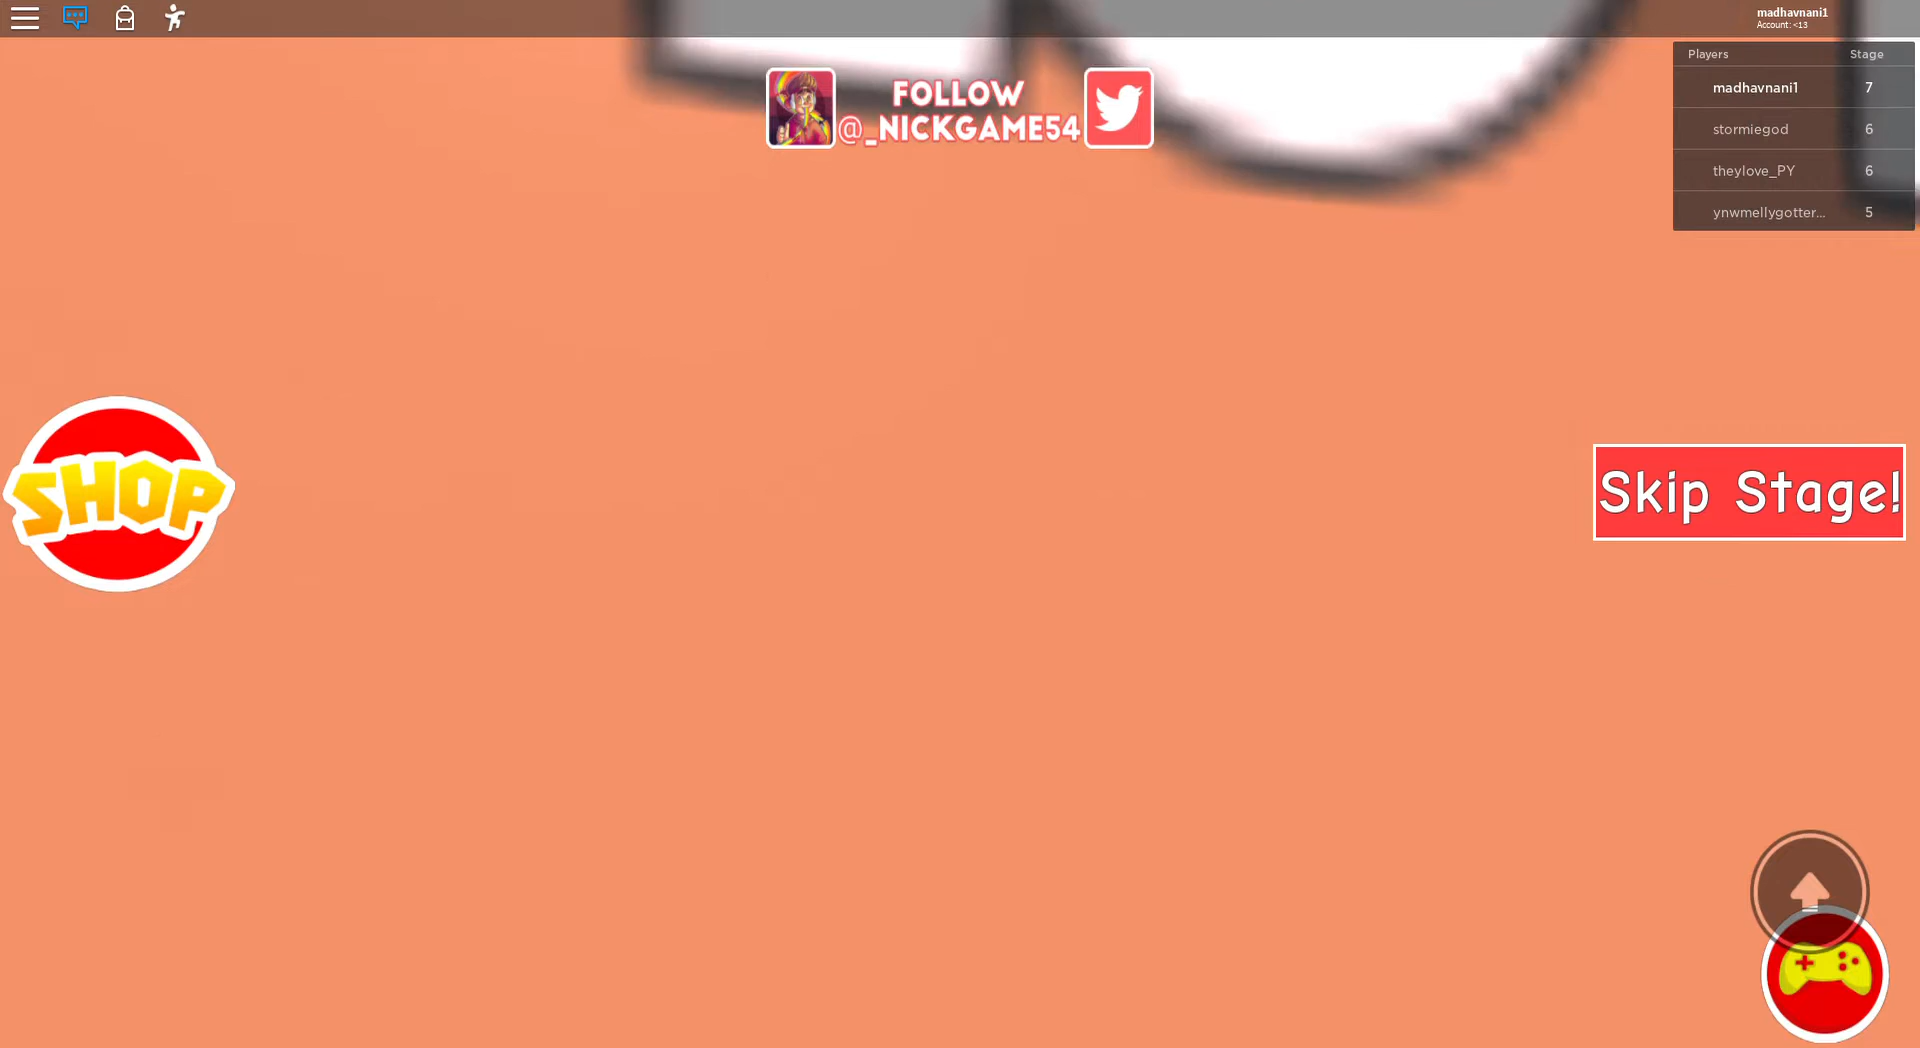 madhavnani1
Account: <13
Players Stage
madhavnani1 7
stormiegod 6
theylove_PY 6
ynwmellygotter... 5
FOLLOW
@_NICKGAME54
SHOP
Skip Stage!